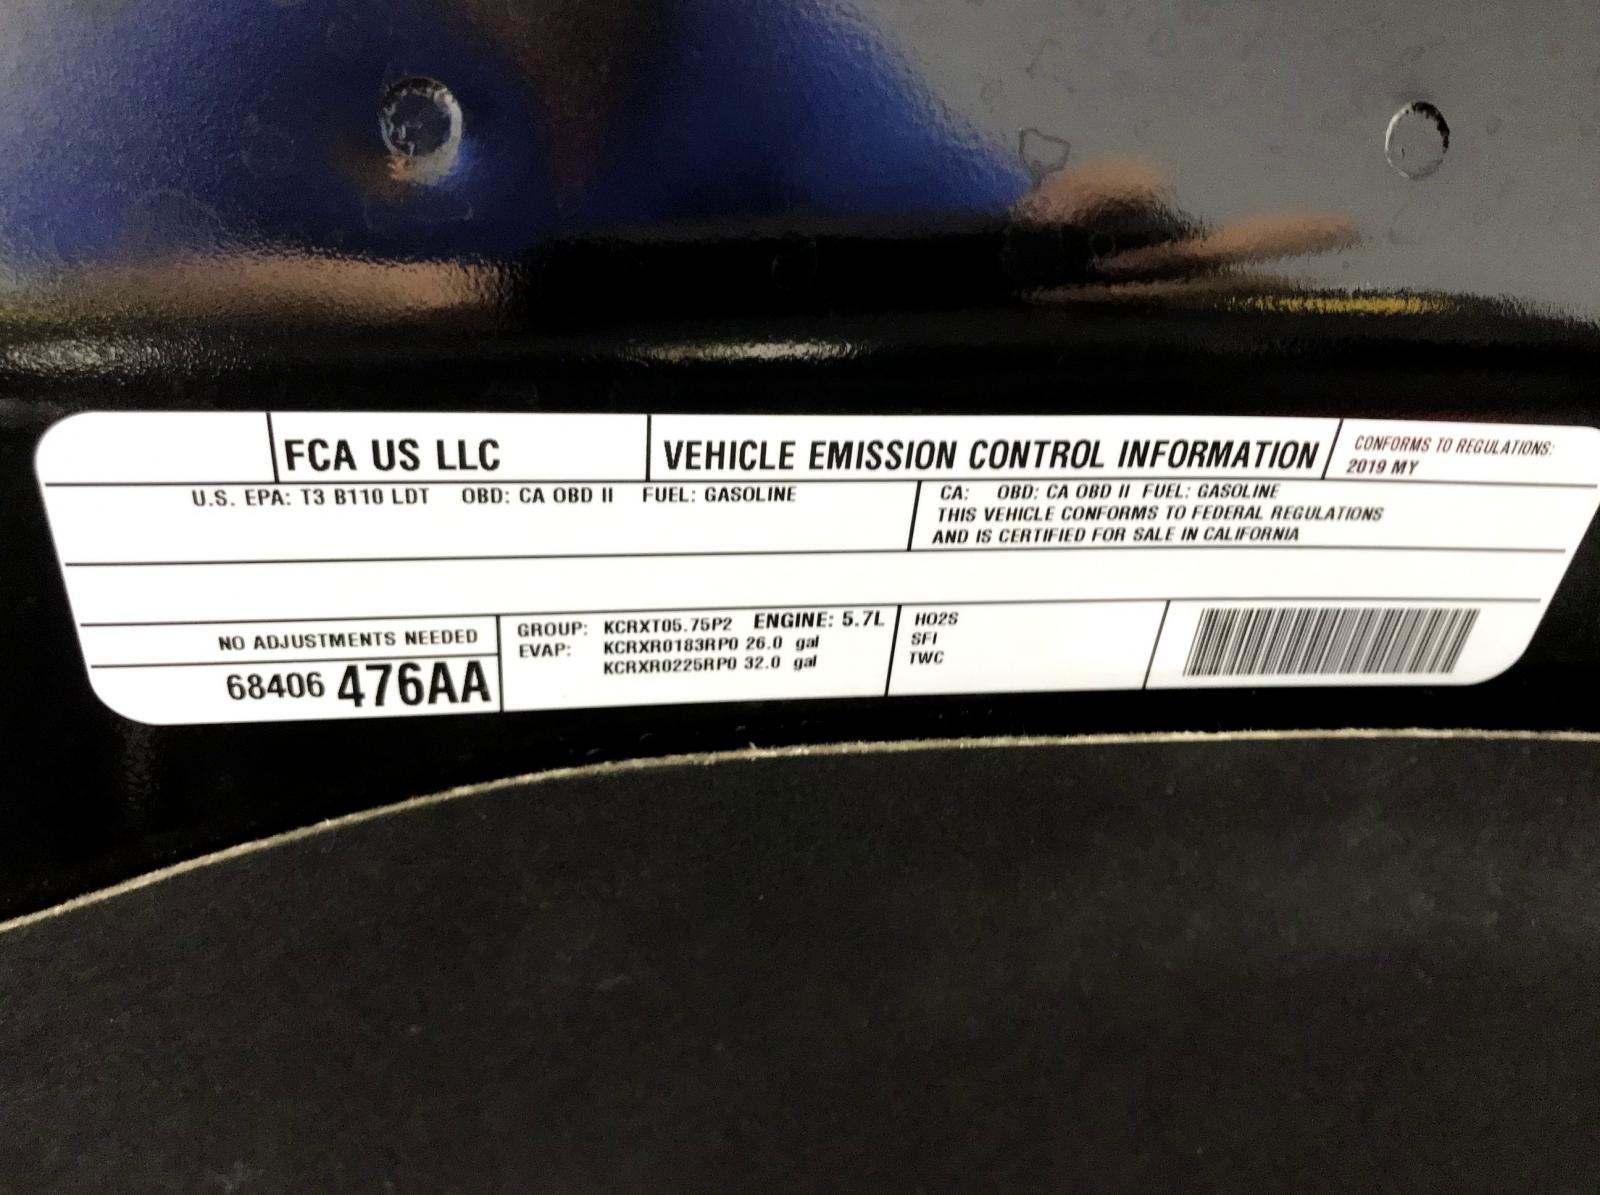 FCA US LLC
VEHICLE EMISSION CONTROL INFORMATION
CONFORMS TO REGULATIONS:
2019 MY
U.S. EPA: T3 B110 LDT OBD: CA OBD II FUEL: GASOLINE
CA: OBD: CA OBD II FUEL: GASOLINE
THIS VEHICLE CONFORMS TO FEDERAL REGULATIONS
AND IS CERTIFIED FOR SALE IN CALIFORNIA
NO ADJUSTMENTS NEEDED
68406 476AA
GROUP: KCRXT05.75P2 ENGINE: 5.7L
EVAP: KCRXR0183RP0 26.0 gal
KCRXR0225RP0 32.0 gal
HO2S
SFI
TWC